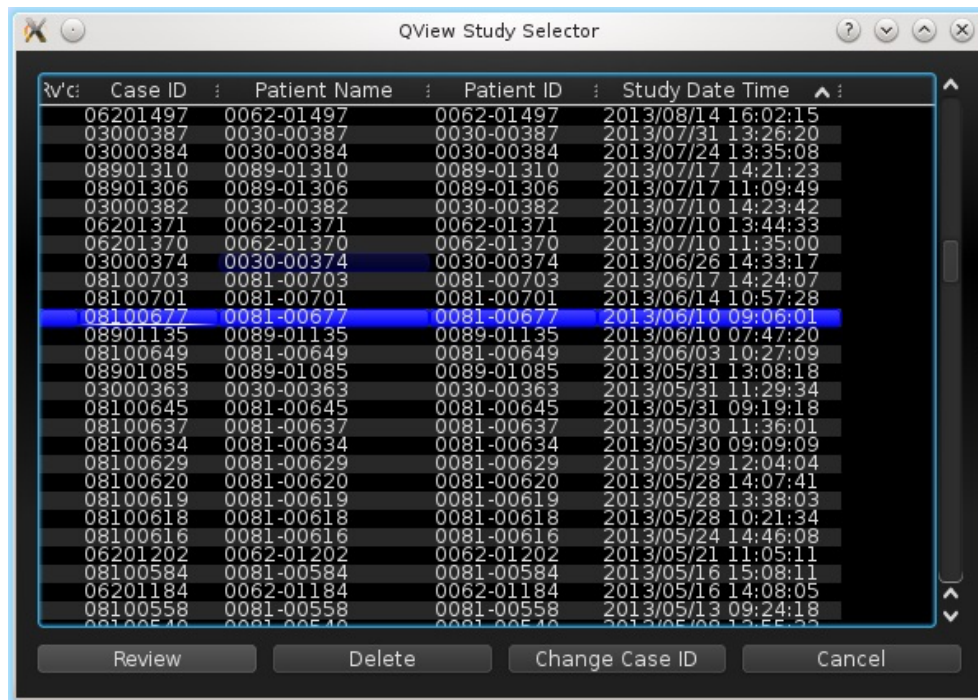 QView Study Selector
Rv'c Case ID Patient Name Patient ID Study Date Time
06201497 0062-01497 0062-01497 2013/08/14 16:02:15
03000387 0030-00387 0030-00387 2013/07/31 13:26:20
03000384 0030-00384 0030-00384 2013/07/24 13:35:08
08901310 0089-01310 0089-01310 2013/07/17 14:21:23
08901306 0089-01306 0089-01306 2013/07/17 11:09:49
03000382 0030-00382 0030-00382 2013/07/10 14:23:42
06201371 0062-01371 0062-01371 2013/07/10 13:44:33
06201370 0062-01370 0062-01370 2013/07/10 11:35:00
03000374 0030-00374 0030-00374 2013/06/26 14:33:17
08100703 0081-00703 0081-00703 2013/06/17 14:24:07
08100701 0081-00701 0081-00701 2013/06/14 10:57:28
08100677 0081-00677 0081-00677 2013/06/10 09:06:01
08901135 0089-01135 0089-01135 2013/06/10 07:47:20
08100649 0081-00649 0081-00649 2013/06/03 10:27:09
08901085 0089-01085 0089-01085 2013/05/31 13:08:18
03000363 0030-00363 0030-00363 2013/05/31 11:29:34
08100645 0081-00645 0081-00645 2013/05/31 09:19:18
08100637 0081-00637 0081-00637 2013/05/30 11:36:01
08100634 0081-00634 0081-00634 2013/05/30 09:09:09
08100629 0081-00629 0081-00629 2013/05/29 12:04:04
08100620 0081-00620 0081-00620 2013/05/28 14:07:41
08100619 0081-00619 0081-00619 2013/05/28 13:38:03
08100618 0081-00618 0081-00618 2013/05/28 10:21:34
08100616 0081-00616 0081-00616 2013/05/24 14:46:08
06201202 0062-01202 0062-01202 2013/05/21 11:05:11
08100584 0081-00584 0081-00584 2013/05/16 15:08:11
06201184 0062-01184 0062-01184 2013/05/16 14:08:05
08100558 0081-00558 0081-00558 2013/05/13 09:24:18
Review Delete Change Case ID Cancel